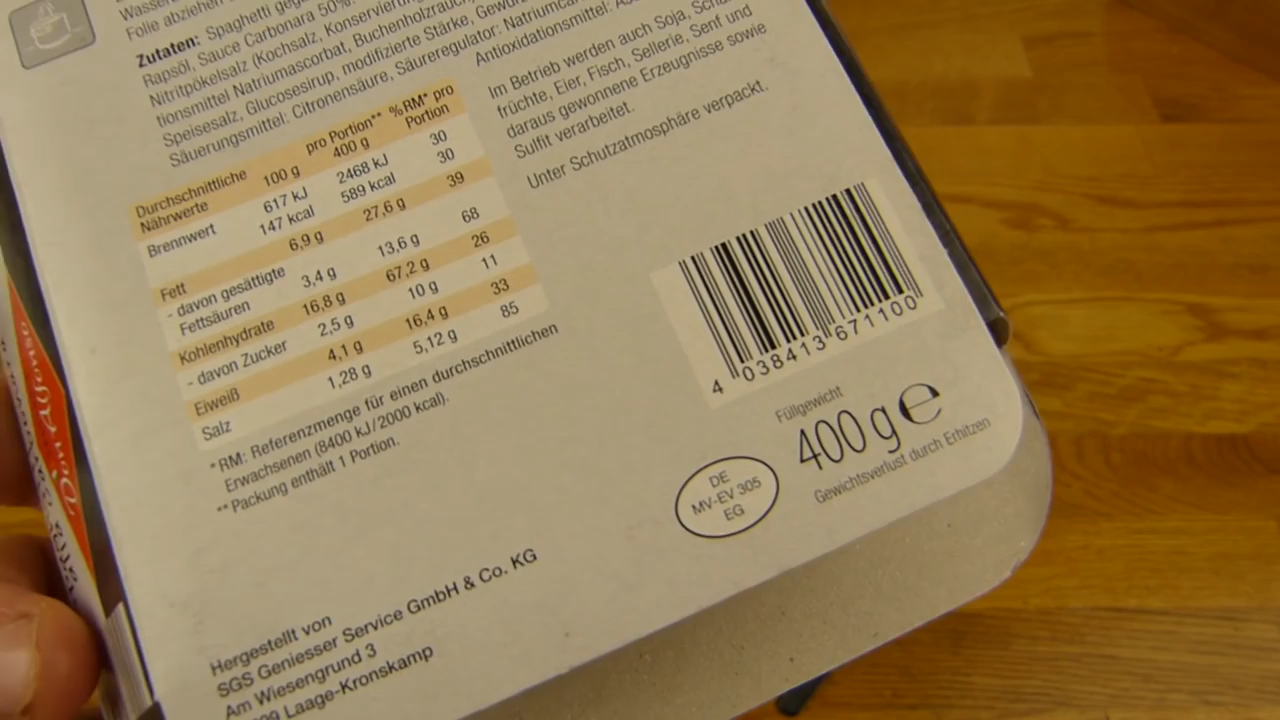 Folie abziehen
Zutaten: Spaghetti
Rapsöl, Sauce Carbonara 50%:
Nitritpökelsalz (Kochsalz, Konservierung
tionsmittel Natriumascorbat, Buchenholzrauch
Speisesalz, Glucosesirup, modifizierte Stärke,
Säuerungsmittel: Citronensäure, Säureregulator:
Antioxidationsmittel:
Im Betrieb werden auch Soja,
früchte, Eier, Fisch, Sellerie, Senf und
daraus gewonnene Erzeugnisse sowie
Sulfit verarbeitet.
Unter Schutzatmosphäre verpackt.
Durchschnittliche Nährwerte 100 g pro Portion** 400 g %RM* pro Portion
Brennwert 617 kJ 2468 kJ 30
147 kcal 589 kcal 30
Fett 6,9 g 27,6 g 39
- davon gesättigte Fettsäuren 3,4 g 13,6 g 68
Kohlenhydrate 16,8 g 67,2 g 26
- davon Zucker 2,5 g 10 g 11
Eiweiß 4,1 g 16,4 g 33
Salz 1,28 g 5,12 g 85
* RM: Referenzmenge für einen durchschnittlichen
Erwachsenen (8400 kJ/2000 kcal).
** Packung enthält 1 Portion.
4 038413 671100
Füllgewicht
400 g e
Gewichtsverlust durch Erhitzen
DE
MV-EV 305
EG
Hergestellt von
SGS Geniesser Service GmbH & Co. KG
Am Wiesengrund 3
Laage-Kronskamp